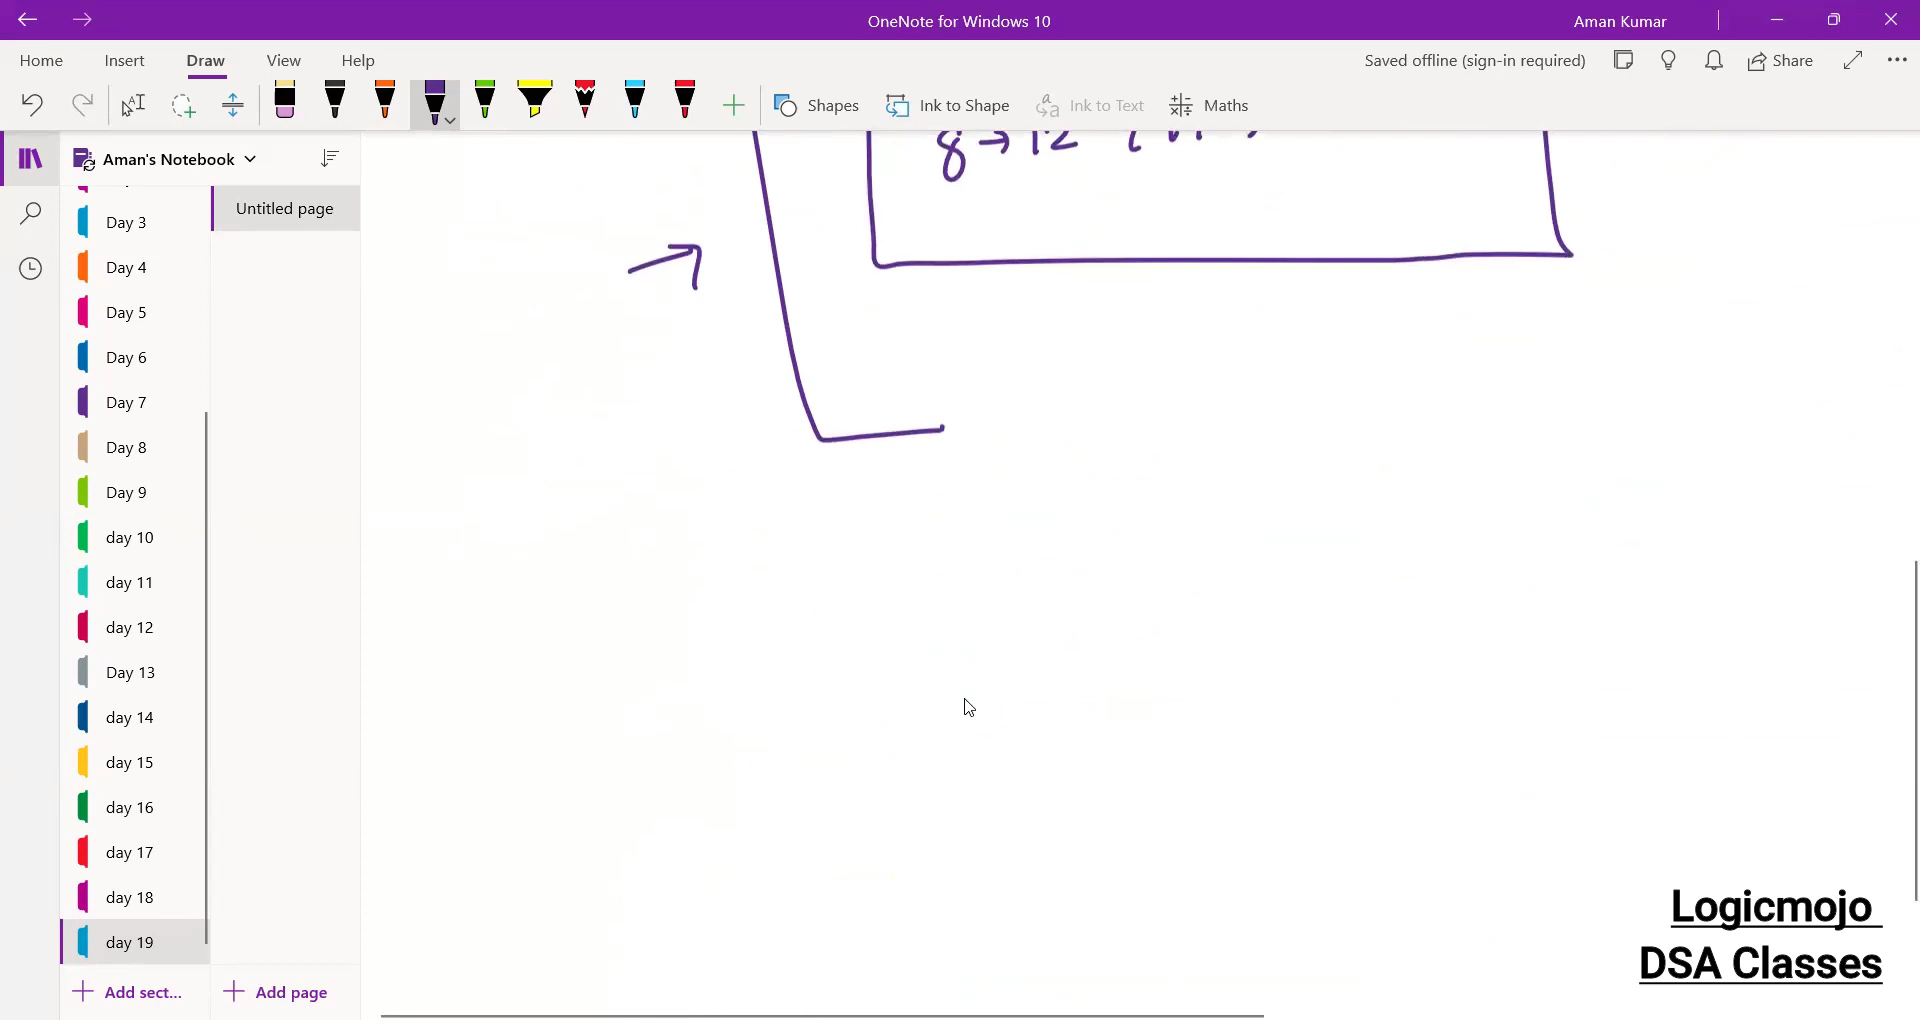 OneNote for Windows 10
Aman Kumar
Home Insert Draw View Help
Saved offline (sign-in required)
Share
Shapes
Ink to Shape
Ink to Text
Maths
Aman's Notebook
Untitled page
8→12
Day 3
Day 4
Day 5
Day 6
Day 7
Day 8
Day 9
day 10
day 11
day 12
Day 13
day 14
day 15
day 16
day 17
day 18
day 19
Add sect...
Add page
Logicmojo
DSA Classes